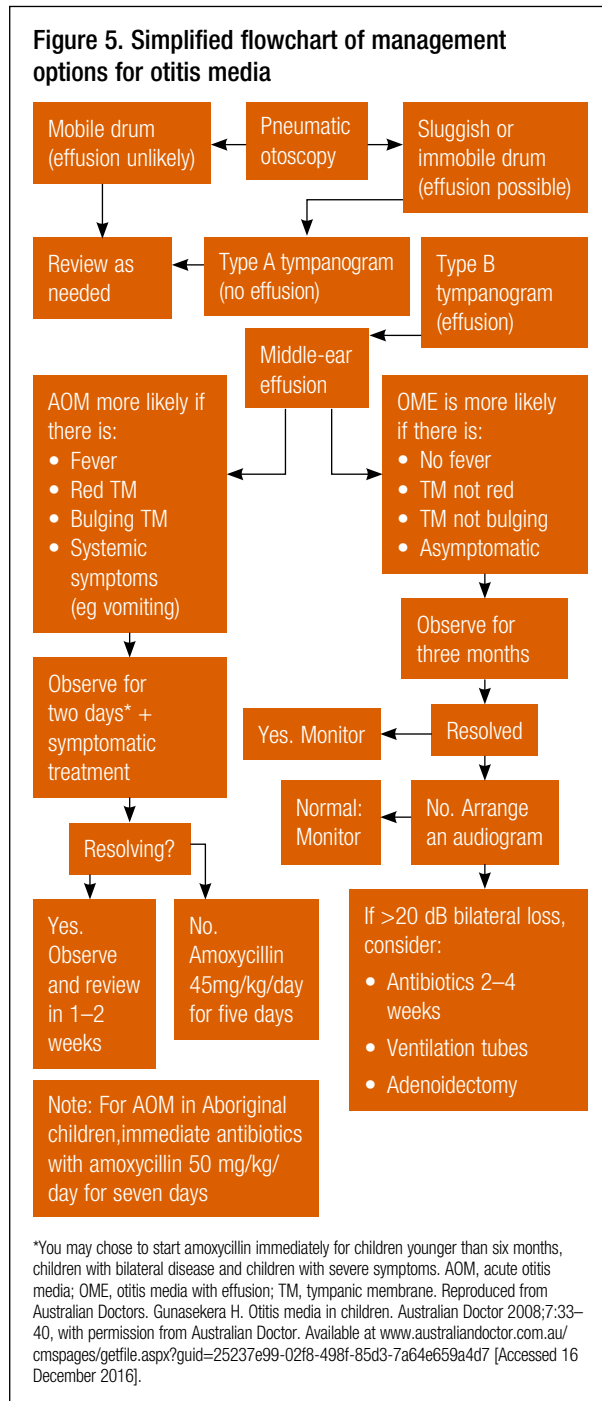 Figure 5. Simplified flowchart of management
options for otitis media
Mobile drum
(effusion unlikely)
Pneumatic
otoscopy
Sluggish or
immobile drum
(effusion possible)
Review as
needed
Type A tympanogram
(no effusion)
Type B
tympanogram
(effusion)
Middle-ear
effusion
AOM more likely if
there is:
• Fever
• Red TM
• Bulging TM
• Systemic
symptoms
(eg vomiting)
OME is more likely
if there is:
• No fever
• TM not red
• TM not bulging
• Asymptomatic
Observe for
three months
Observe for
two days* +
symptomatic
treatment
Yes. Monitor
Resolved
Normal:
Monitor
No. Arrange
an audiogram
Resolving?
Yes.
Observe
and review
in 1–2
weeks
No.
Amoxycillin
45mg/kg/day
for five days
If >20 dB bilateral loss,
consider:
• Antibiotics 2–4
weeks
• Ventilation tubes
• Adenoidectomy
Note: For AOM in Aboriginal
children,immediate antibiotics
with amoxycillin 50 mg/kg/
day for seven days
*You may chose to start amoxycillin immediately for children younger than six months,
children with bilateral disease and children with severe symptoms. AOM, acute otitis
media; OME, otitis media with effusion; TM, tympanic membrane. Reproduced from
Australian Doctors. Gunasekera H. Otitis media in children. Australian Doctor 2008;7:33–
40, with permission from Australian Doctor. Available at www.australiandoctor.com.au/
cmspages/getfile.aspx?guid=25237e99-02f8-498f-85d3-7a64e659a4d7 [Accessed 16
December 2016].